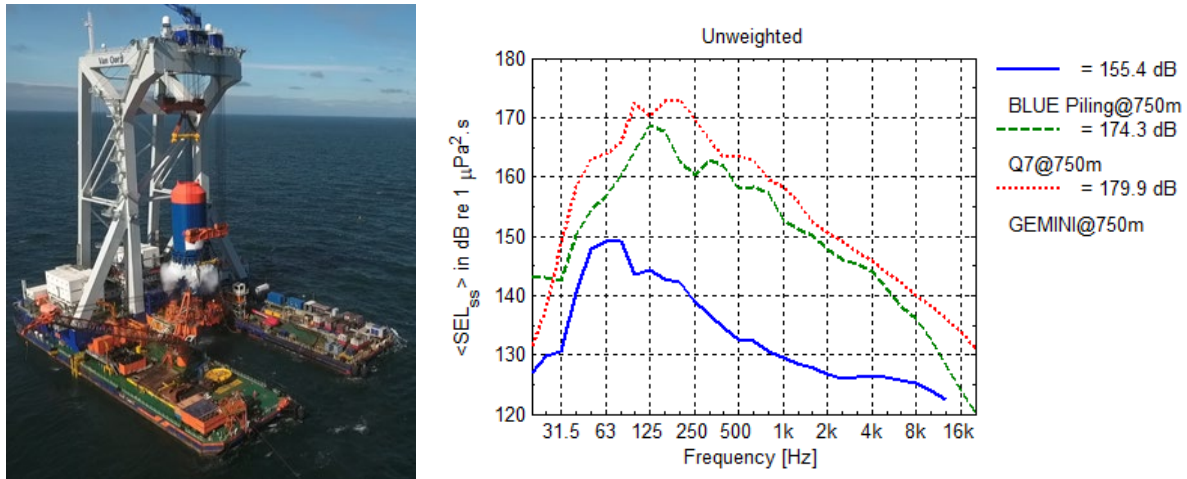 Van Oord
Unweighted
<SELss> in dB re 1 µPa².s
180
170
160
150
140
130
120
31.5 63 125 250 500 1k 2k 4k 8k 16k
Frequency [Hz]
= 155.4 dB
BLUE Piling@750m
= 174.3 dB
Q7@750m
= 179.9 dB
GEMINI@750m